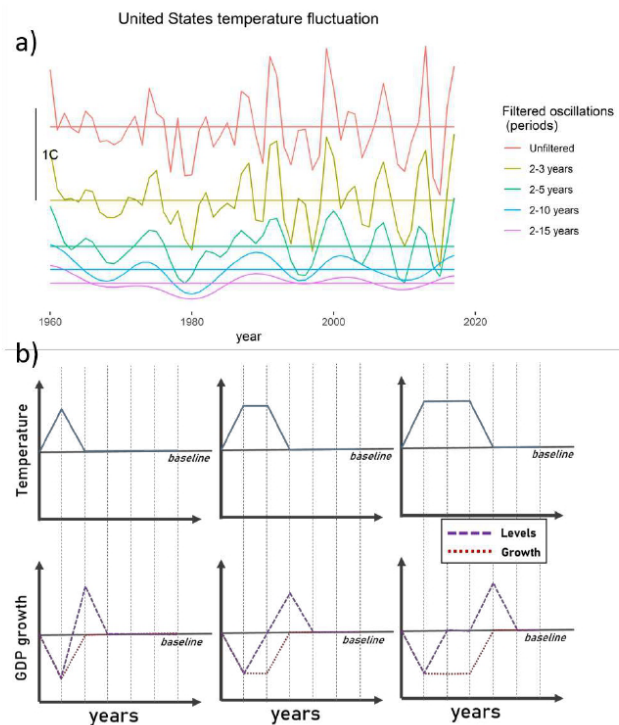 United States temperature fluctuation
a)
1C
Filtered oscillations
(periods)
Unfiltered
2-3 years
2-5 years
2-10 years
2-15 years
1960
1980
2000
2020
year
b)
Temperature
baseline
baseline
baseline
Levels
Growth
GDP growth
baseline
baseline
baseline
years
years
years